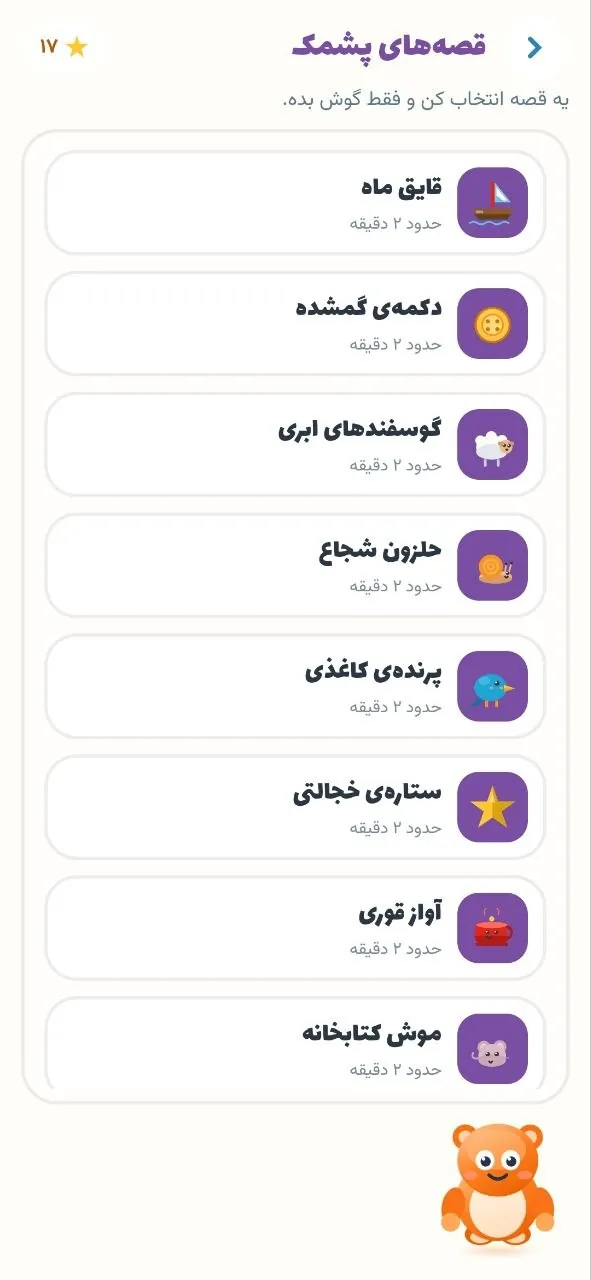 قصه‌های پشمک
۱۷
یه قصه انتخاب کن و فقط گوش بده.
قایق ماه
حدود ۲ دقیقه
دکمه‌ی گمشده
حدود ۲ دقیقه
گوسفندهای ابری
حدود ۲ دقیقه
حلزون شجاع
حدود ۲ دقیقه
پرنده‌ی کاغذی
حدود ۲ دقیقه
ستاره‌ی خجالتی
حدود ۲ دقیقه
آواز قوری
حدود ۲ دقیقه
موش کتابخانه
حدود ۲ دقیقه